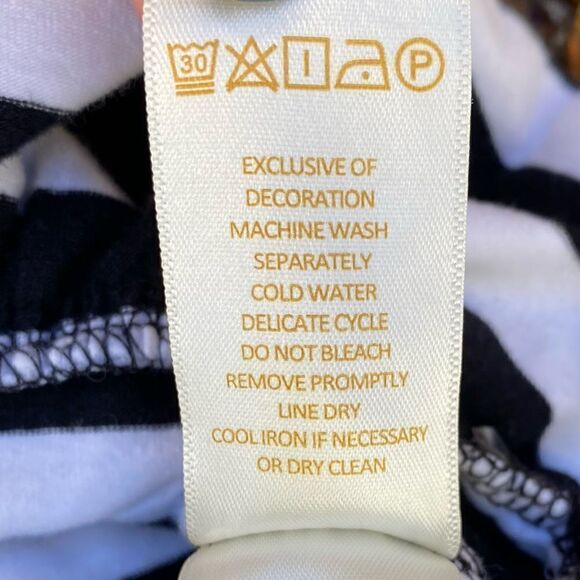 30 P
EXCLUSIVE OF
DECORATION
MACHINE WASH
SEPARATELY
COLD WATER
DELICATE CYCLE
DO NOT BLEACH
REMOVE PROMPTLY
LINE DRY
COOL IRON IF NECESSARY
OR DRY CLEAN